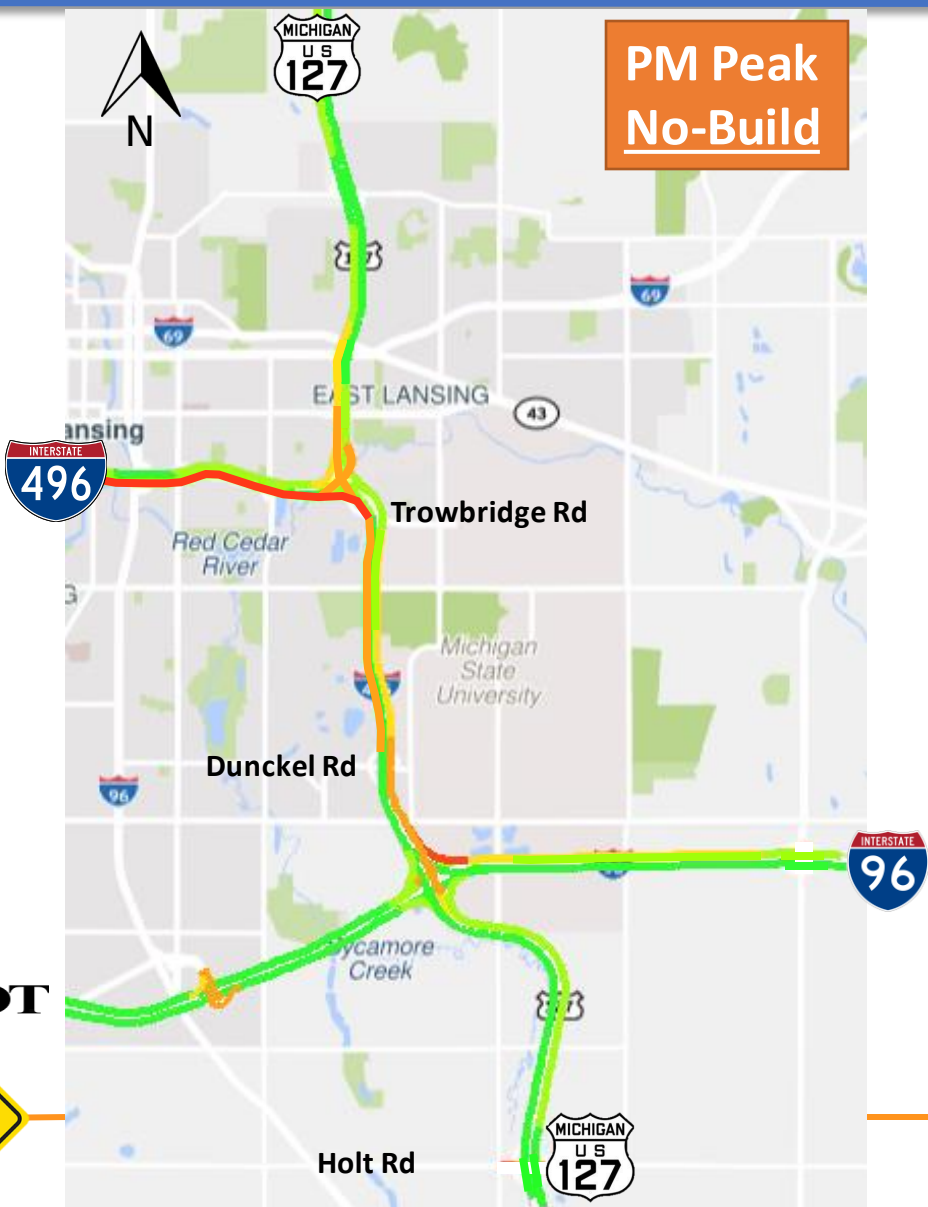 MICHIGAN
US
127
PM Peak
No-Build
N
69
69
EAST LANSING
43
ansing
INTERSTATE
496
Trowbridge Rd
Red Cedar
River
G
Michigan
State
University
Dunckel Rd
96
INTERSTATE
96
Sycamore
Creek
OT
Holt Rd
MICHIGAN
US
127